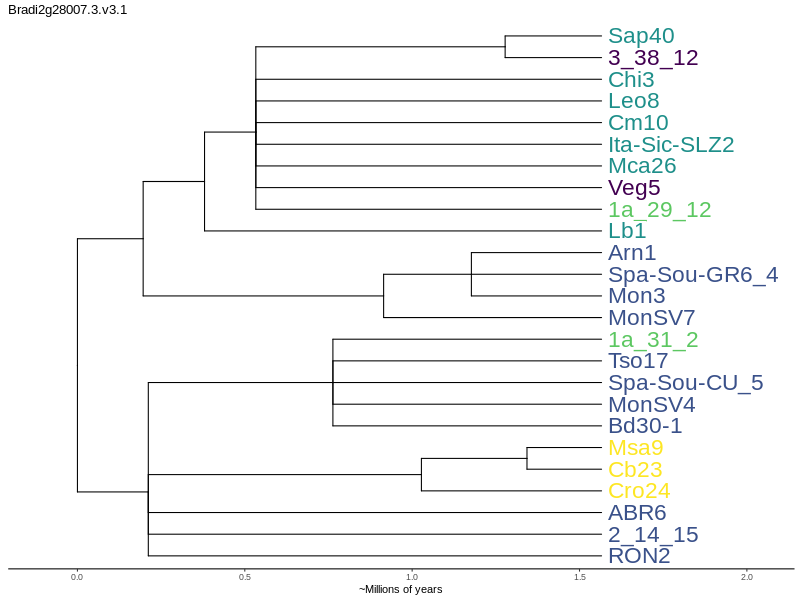 Bradi2g28007.3.v3.1
Sap40
3_38_12
Chi3
Leo8
Cm10
Ita-Sic-SLZ2
Mca26
Veg5
1a_29_12
Lb1
Arn1
Spa-Sou-GR6_4
Mon3
MonSV7
1a_31_2
Tso17
Spa-Sou-CU_5
MonSV4
Bd30-1
Msa9
Cb23
Cro24
ABR6
2_14_15
RON2
0.0 0.5 1.0 1.5 2.0
~Millions of years